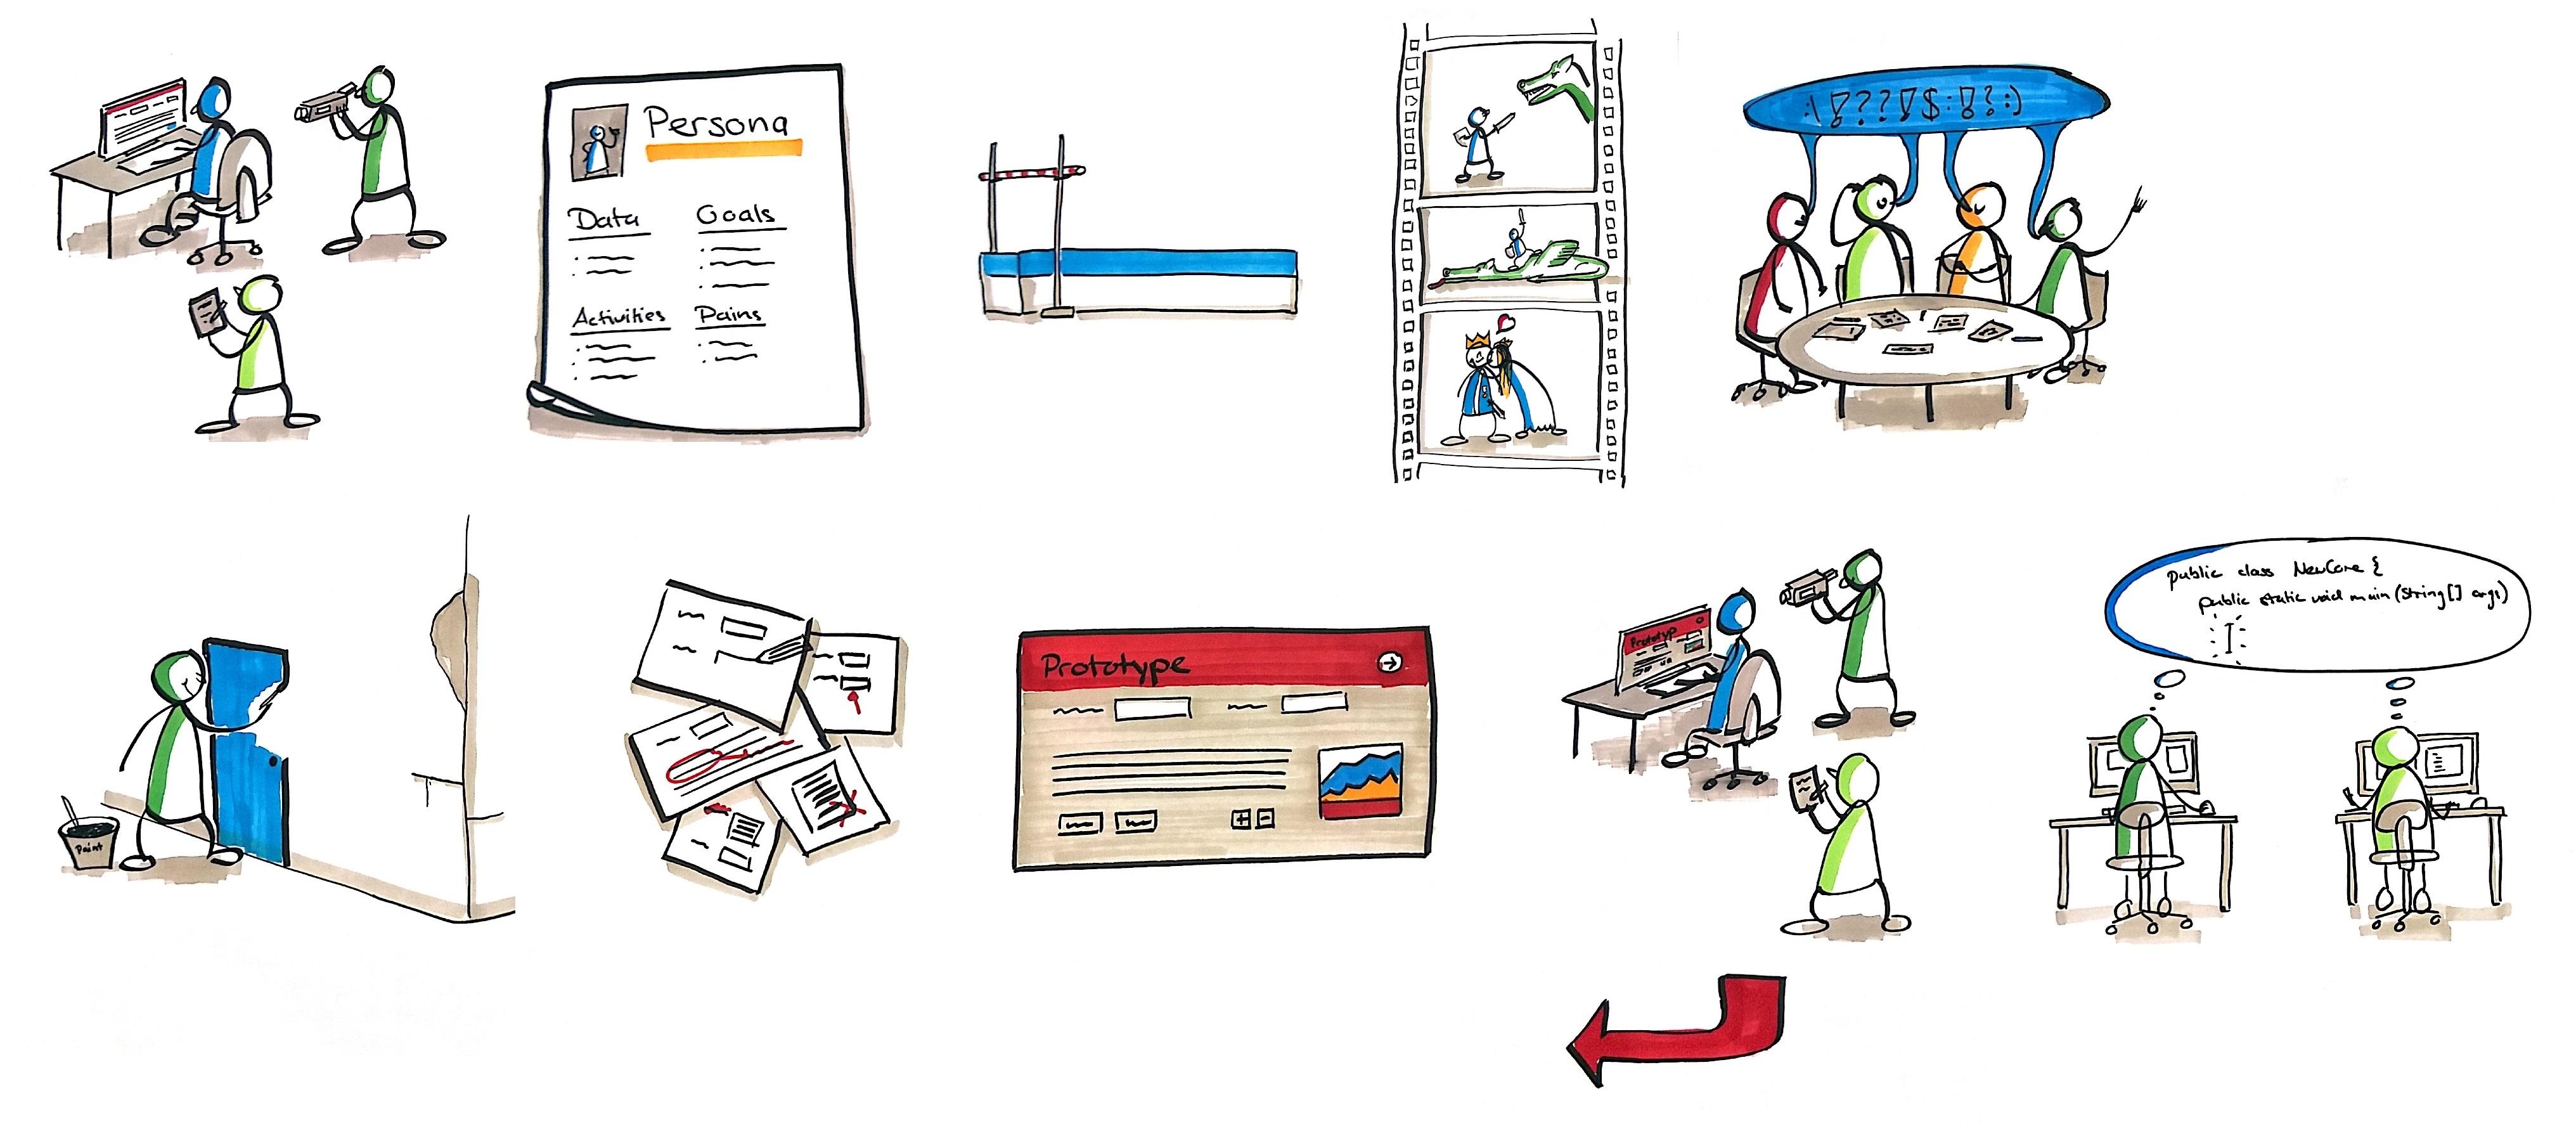 :\ !???!$:!?:)
Persona
Data
Goals
Activities
Pains
Paint
Prototype
Prototyp
public class NewCore {
public static void main (String[] args)